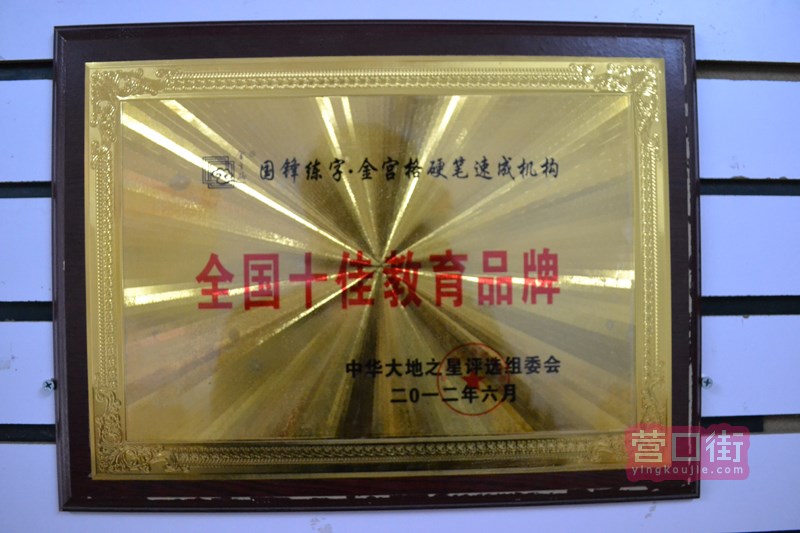 国锋练字·金宫格硬笔速成机构
全国十佳教育品牌
中华大地之星评选组委会
二0一二年六月
营口街
yingkoujie.com